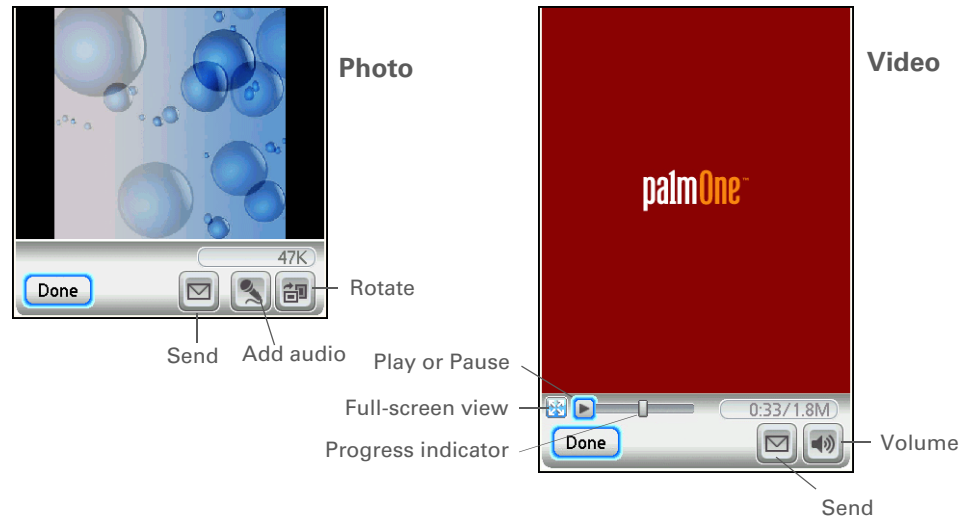 Photo
47K
Done
Rotate
Send
Add audio
Video
palmOne™
Play or Pause
Full-screen view
Progress indicator
0:33/1.8M
Done
Volume
Send